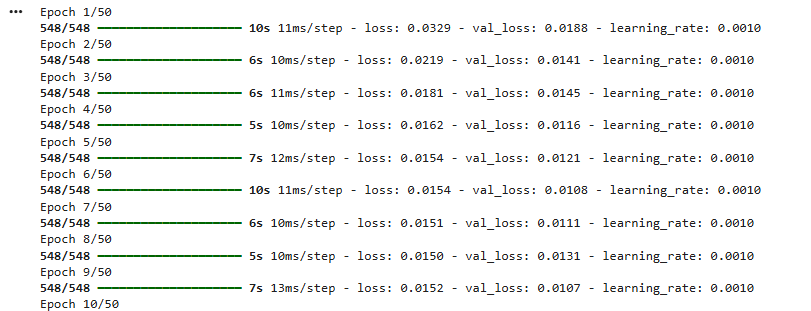 Epoch 1/50
548/548 ━━━━━━━━━━━━━━━━━━━━ 10s 11ms/step - loss: 0.0329 - val_loss: 0.0188 - learning_rate: 0.0010
Epoch 2/50
548/548 ━━━━━━━━━━━━━━━━━━━━ 6s 10ms/step - loss: 0.0219 - val_loss: 0.0141 - learning_rate: 0.0010
Epoch 3/50
548/548 ━━━━━━━━━━━━━━━━━━━━ 6s 11ms/step - loss: 0.0181 - val_loss: 0.0145 - learning_rate: 0.0010
Epoch 4/50
548/548 ━━━━━━━━━━━━━━━━━━━━ 5s 10ms/step - loss: 0.0162 - val_loss: 0.0116 - learning_rate: 0.0010
Epoch 5/50
548/548 ━━━━━━━━━━━━━━━━━━━━ 7s 12ms/step - loss: 0.0154 - val_loss: 0.0121 - learning_rate: 0.0010
Epoch 6/50
548/548 ━━━━━━━━━━━━━━━━━━━━ 10s 11ms/step - loss: 0.0154 - val_loss: 0.0108 - learning_rate: 0.0010
Epoch 7/50
548/548 ━━━━━━━━━━━━━━━━━━━━ 6s 10ms/step - loss: 0.0151 - val_loss: 0.0111 - learning_rate: 0.0010
Epoch 8/50
548/548 ━━━━━━━━━━━━━━━━━━━━ 5s 10ms/step - loss: 0.0150 - val_loss: 0.0131 - learning_rate: 0.0010
Epoch 9/50
548/548 ━━━━━━━━━━━━━━━━━━━━ 7s 13ms/step - loss: 0.0152 - val_loss: 0.0107 - learning_rate: 0.0010
Epoch 10/50